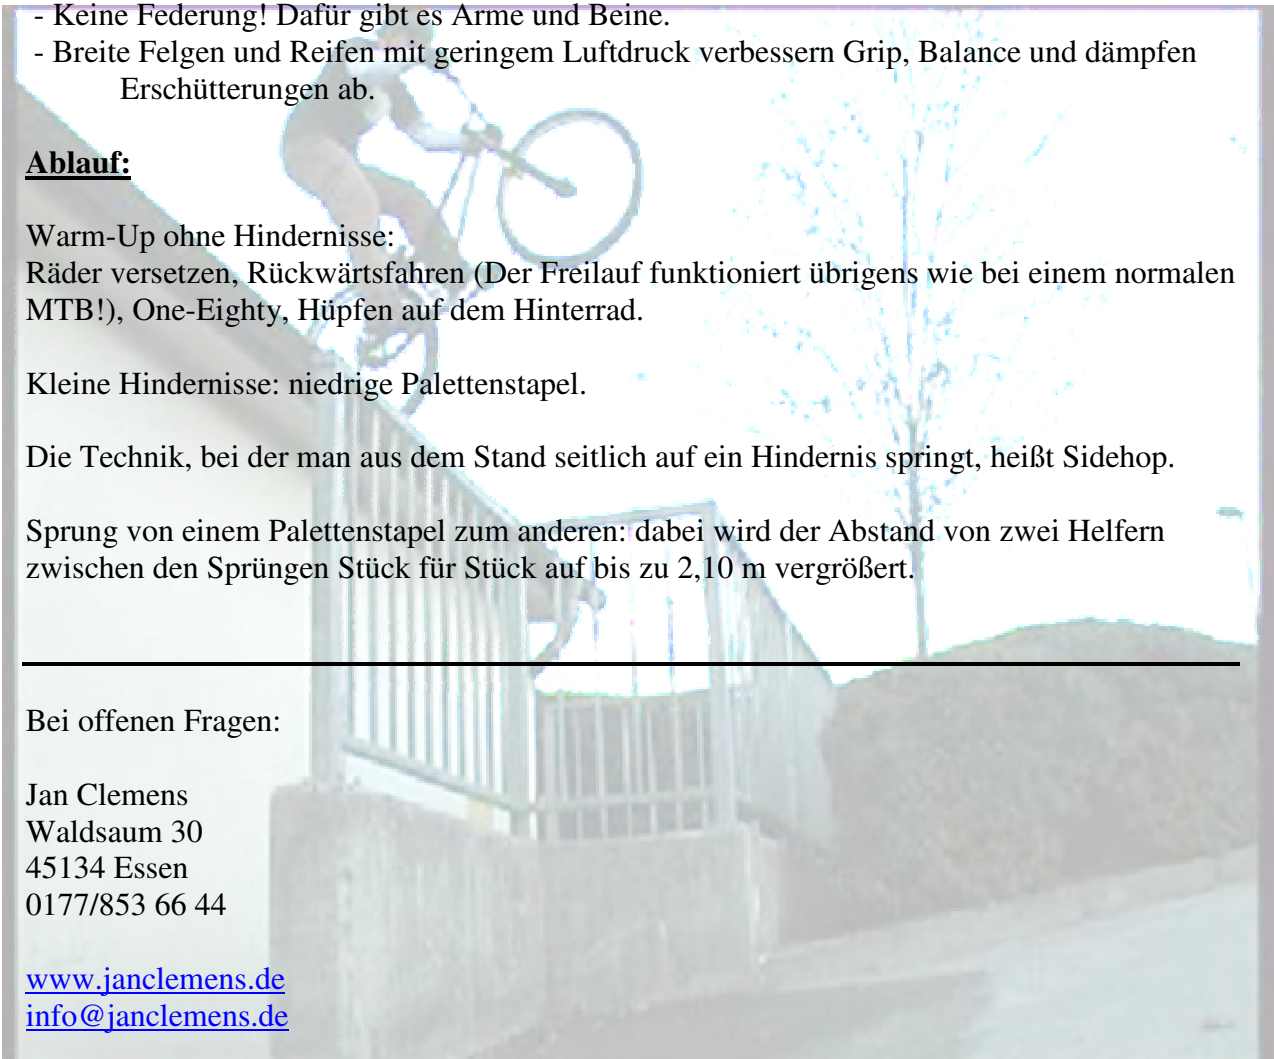 - Keine Federung! Dafür gibt es Arme und Beine.
- Breite Felgen und Reifen mit geringem Luftdruck verbessern Grip, Balance und dämpfen
Erschütterungen ab.
Ablauf:
Warm-Up ohne Hindernisse:
Räder versetzen, Rückwärtsfahren (Der Freilauf funktioniert übrigens wie bei einem normalen
MTB!), One-Eighty, Hüpfen auf dem Hinterrad.
Kleine Hindernisse: niedrige Palettenstapel.
Die Technik, bei der man aus dem Stand seitlich auf ein Hindernis springt, heißt Sidehop.
Sprung von einem Palettenstapel zum anderen: dabei wird der Abstand von zwei Helfern
zwischen den Sprüngen Stück für Stück auf bis zu 2,10 m vergrößert.
Bei offenen Fragen:
Jan Clemens
Waldsaum 30
45134 Essen
0177/853 66 44
www.janclemens.de
info@janclemens.de